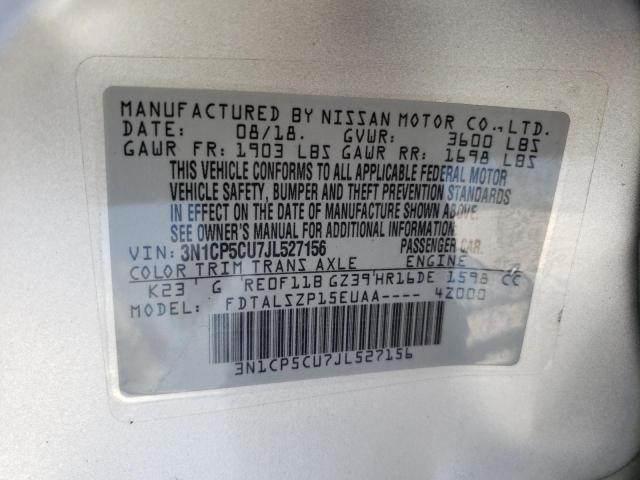 MANUFACTURED BY NISSAN MOTOR CO., LTD.
DATE: 08/18. GVWR: 3600 LBS
GAWR FR: 1903 LBS GAWR RR: 1698 LBS
THIS VEHICLE CONFORMS TO ALL APPLICABLE FEDERAL MOTOR
VEHICLE SAFETY, BUMPER AND THEFT PREVENTION STANDARDS
IN EFFECT ON THE DATE OF MANUFACTURE SHOWN ABOVE.
SEE OWNER'S MANUAL FOR ADDITIONAL INFORMATION
VIN: 3N1CP5CU7JL527156 PASSENGER CAR
COLOR TRIM TRANS AXLE ENGINE
K23 G RE0F11B GZ39 HR16DE 1598 CC
MODEL: FDTALSZP15EUAA---- 4Z000
3N1CP5CU7JL527156